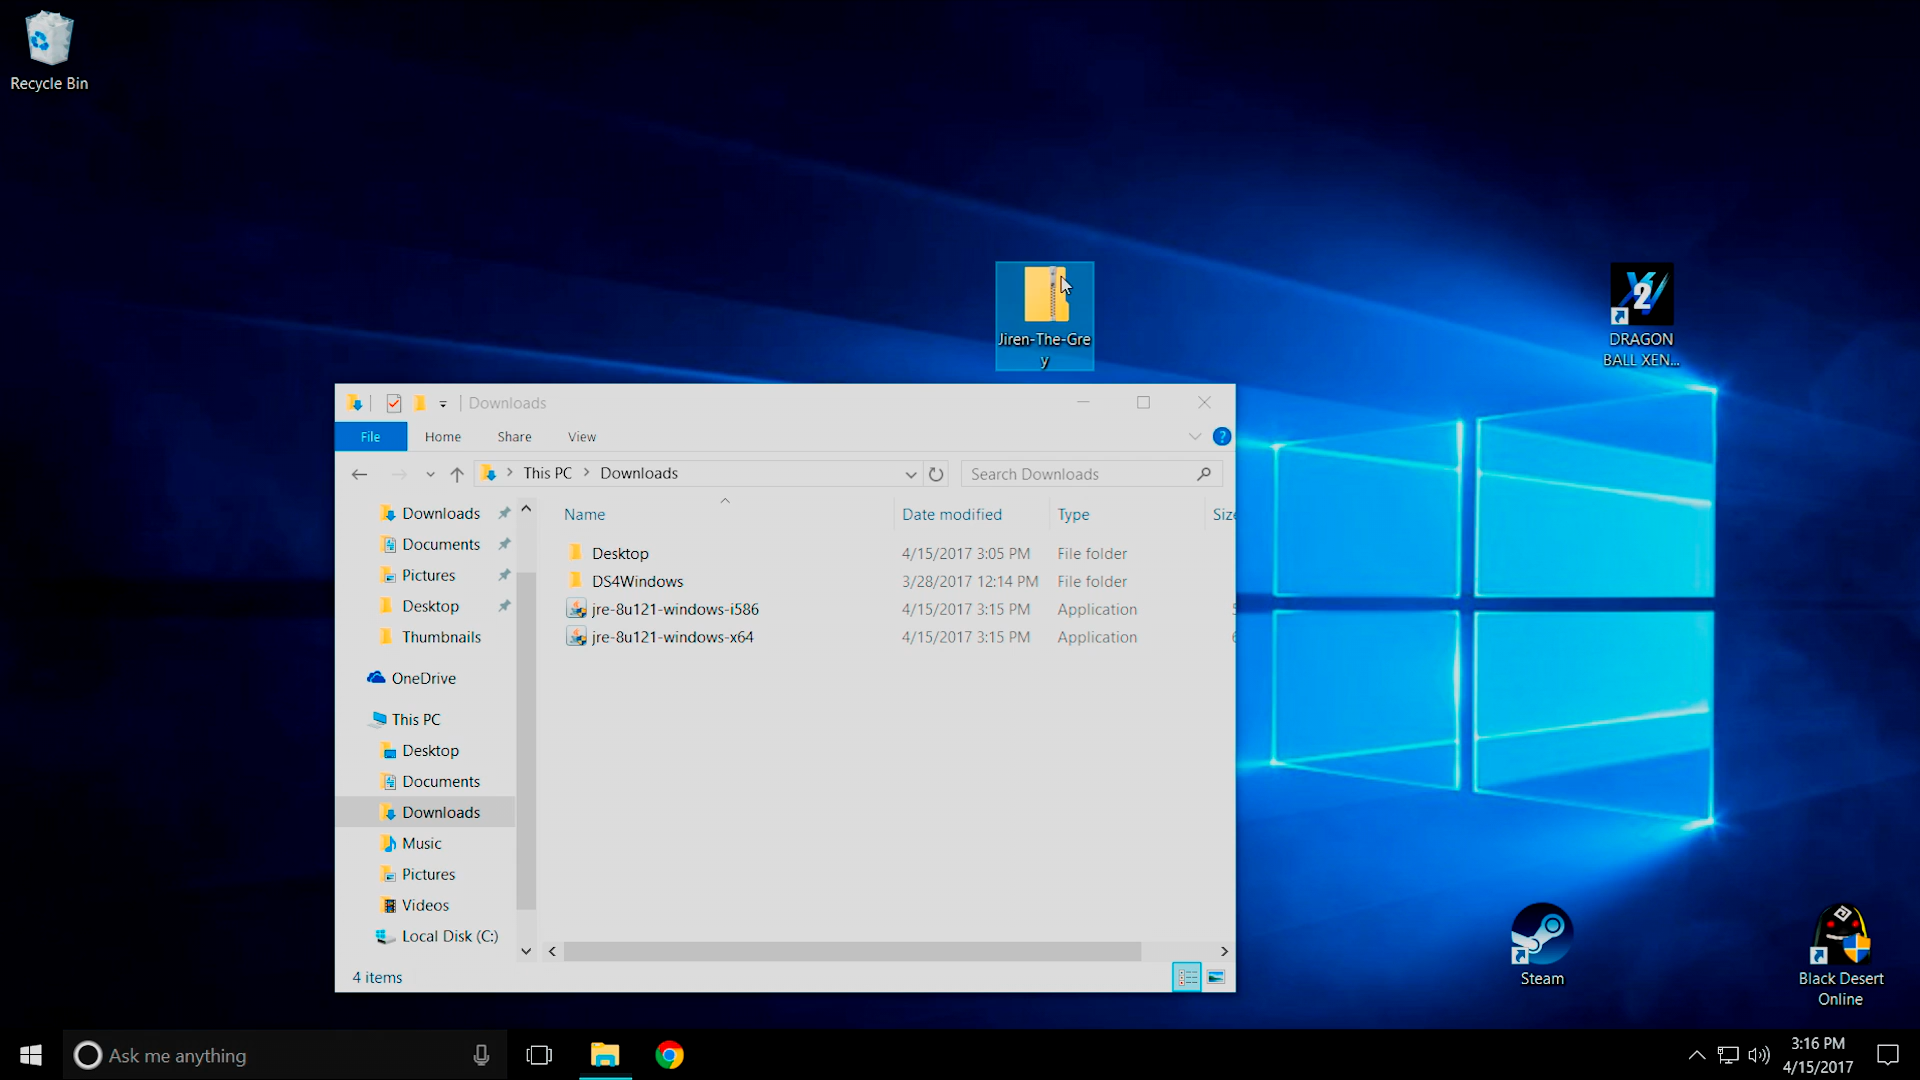 Recycle Bin
Jiren-The-Gre
y
DRAGON
BALL XEN...
Downloads
File Home Share View
This PC Downloads
Search Downloads
Name Date modified Type Size
Downloads
Documents
Pictures
Desktop
Thumbnails
OneDrive
This PC
Desktop
Documents
Downloads
Music
Pictures
Videos
Local Disk (C:)
Desktop 4/15/2017 3:05 PM File folder
DS4Windows 3/28/2017 12:14 PM File folder
jre-8u121-windows-i586 4/15/2017 3:15 PM Application
jre-8u121-windows-x64 4/15/2017 3:15 PM Application
4 items
Steam
Black Desert
Online
Ask me anything
3:16 PM
4/15/2017